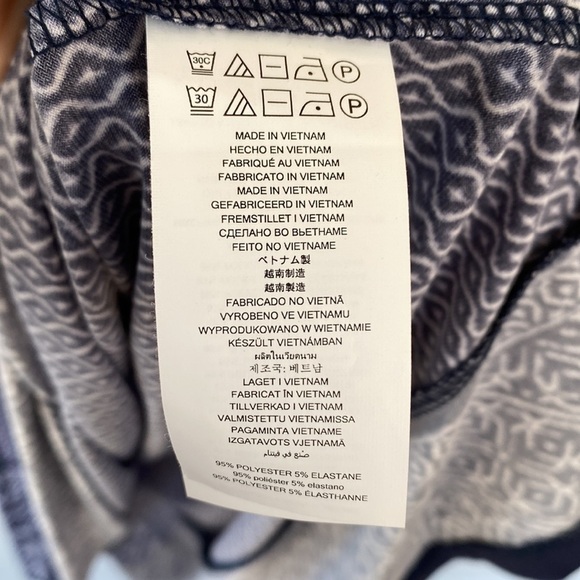 30C P
30 P
MADE IN VIETNAM
HECHO EN VIETNAM
FABRIQUÉ AU VIETNAM
FABBRICATO IN VIETNAM
MADE IN VIETNAM
GEFABRICEERD IN VIETNAM
FREMSTILLET I VIETNAM
СДЕЛАНО ВО ВЬЕТНАМЕ
FEITO NO VIETNAME
ベトナム製
越南制造
越南製造
FABRICADO NO VIETNÃ
VYROBENO VE VIETNAMU
WYPRODUKOWANO W WIETNAMIE
KÉSZÜLT VIETNÁMBAN
ผลิตในเวียดนาม
제조국: 베트남
LAGET I VIETNAM
FABRICAT ÎN VIETNAM
TILLVERKAD I VIETNAM
VALMISTETTU VIETNAMISSA
PAGAMINTA VIETNAME
IZGATAVOTS VJETNAMĀ
صنع في فيتنام
95% POLYESTER 5% ELASTANE
95% poliéster 5% elastano
95% POLYESTER 5% ELASTHANNE